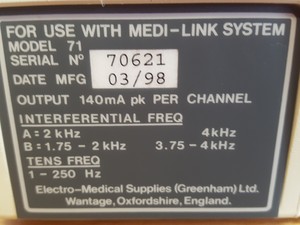 FOR USE WITH MEDI-LINK SYSTEM
MODEL 71
SERIAL Nº 70621
DATE MFG 03/98
OUTPUT 140mA pk PER CHANNEL
INTERFERENTIAL FREQ
A = 2 kHz 4kHz
B = 1.75 - 2 kHz 3.75 - 4kHz
TENS FREQ
1 - 250 Hz
Electro-Medical Supplies (Greenham) Ltd.
Wantage, Oxfordshire, England.